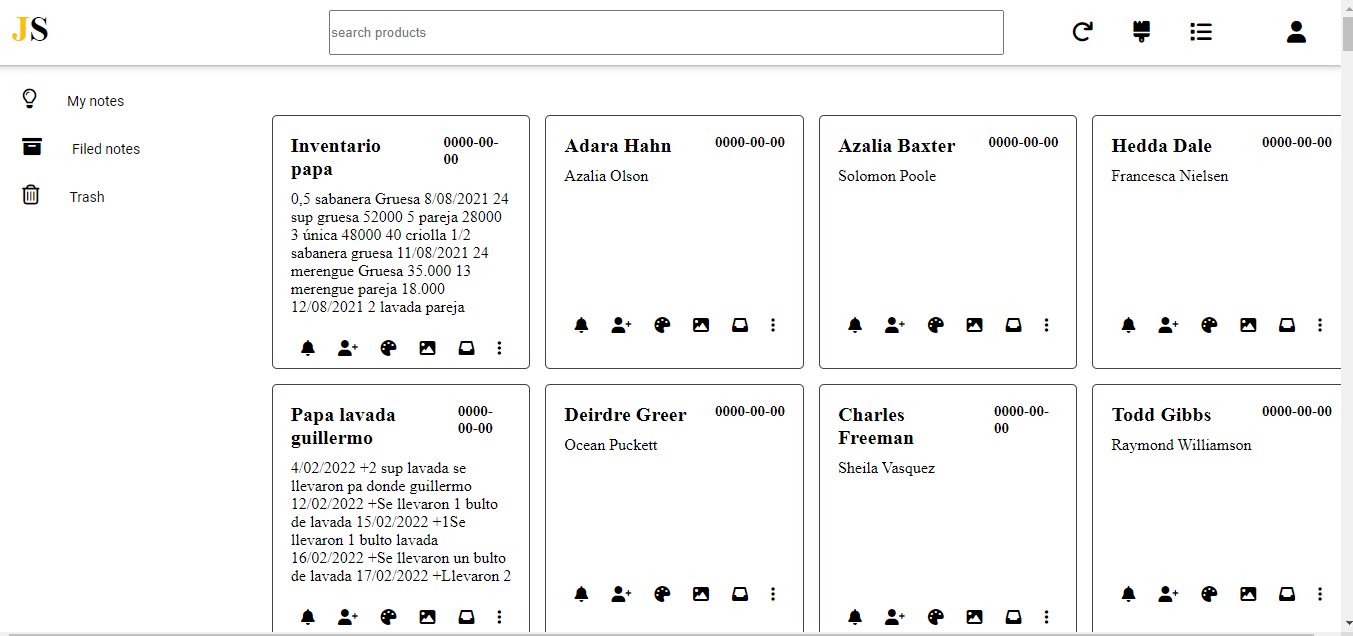 JS
search products
My notes
Filed notes
Trash
Inventario
papa
0000-00-
00
0,5 sabanera Gruesa 8/08/2021 24
sup gruesa 52000 5 pareja 28000
3 única 48000 40 criolla 1/2
sabanera gruesa 11/08/2021 24
merengue Gruesa 35.000 13
merengue pareja 18.000
12/08/2021 2 lavada pareja
Adara Hahn
0000-00-00
Azalia Olson
Azalia Baxter
0000-00-00
Solomon Poole
Hedda Dale
0000-00-00
Francesca Nielsen
Papa lavada
guillermo
0000-
00-00
4/02/2022 +2 sup lavada se
llevaron pa donde guillermo
12/02/2022 +Se llevaron 1 bulto
de lavada 15/02/2022 +1Se
llevaron 1 bulto lavada
16/02/2022 +Se llevaron un bulto
de lavada 17/02/2022 +Llevaron 2
Deirdre Greer
0000-00-00
Ocean Puckett
Charles
Freeman
0000-00-
00
Sheila Vasquez
Todd Gibbs
0000-00-00
Raymond Williamson